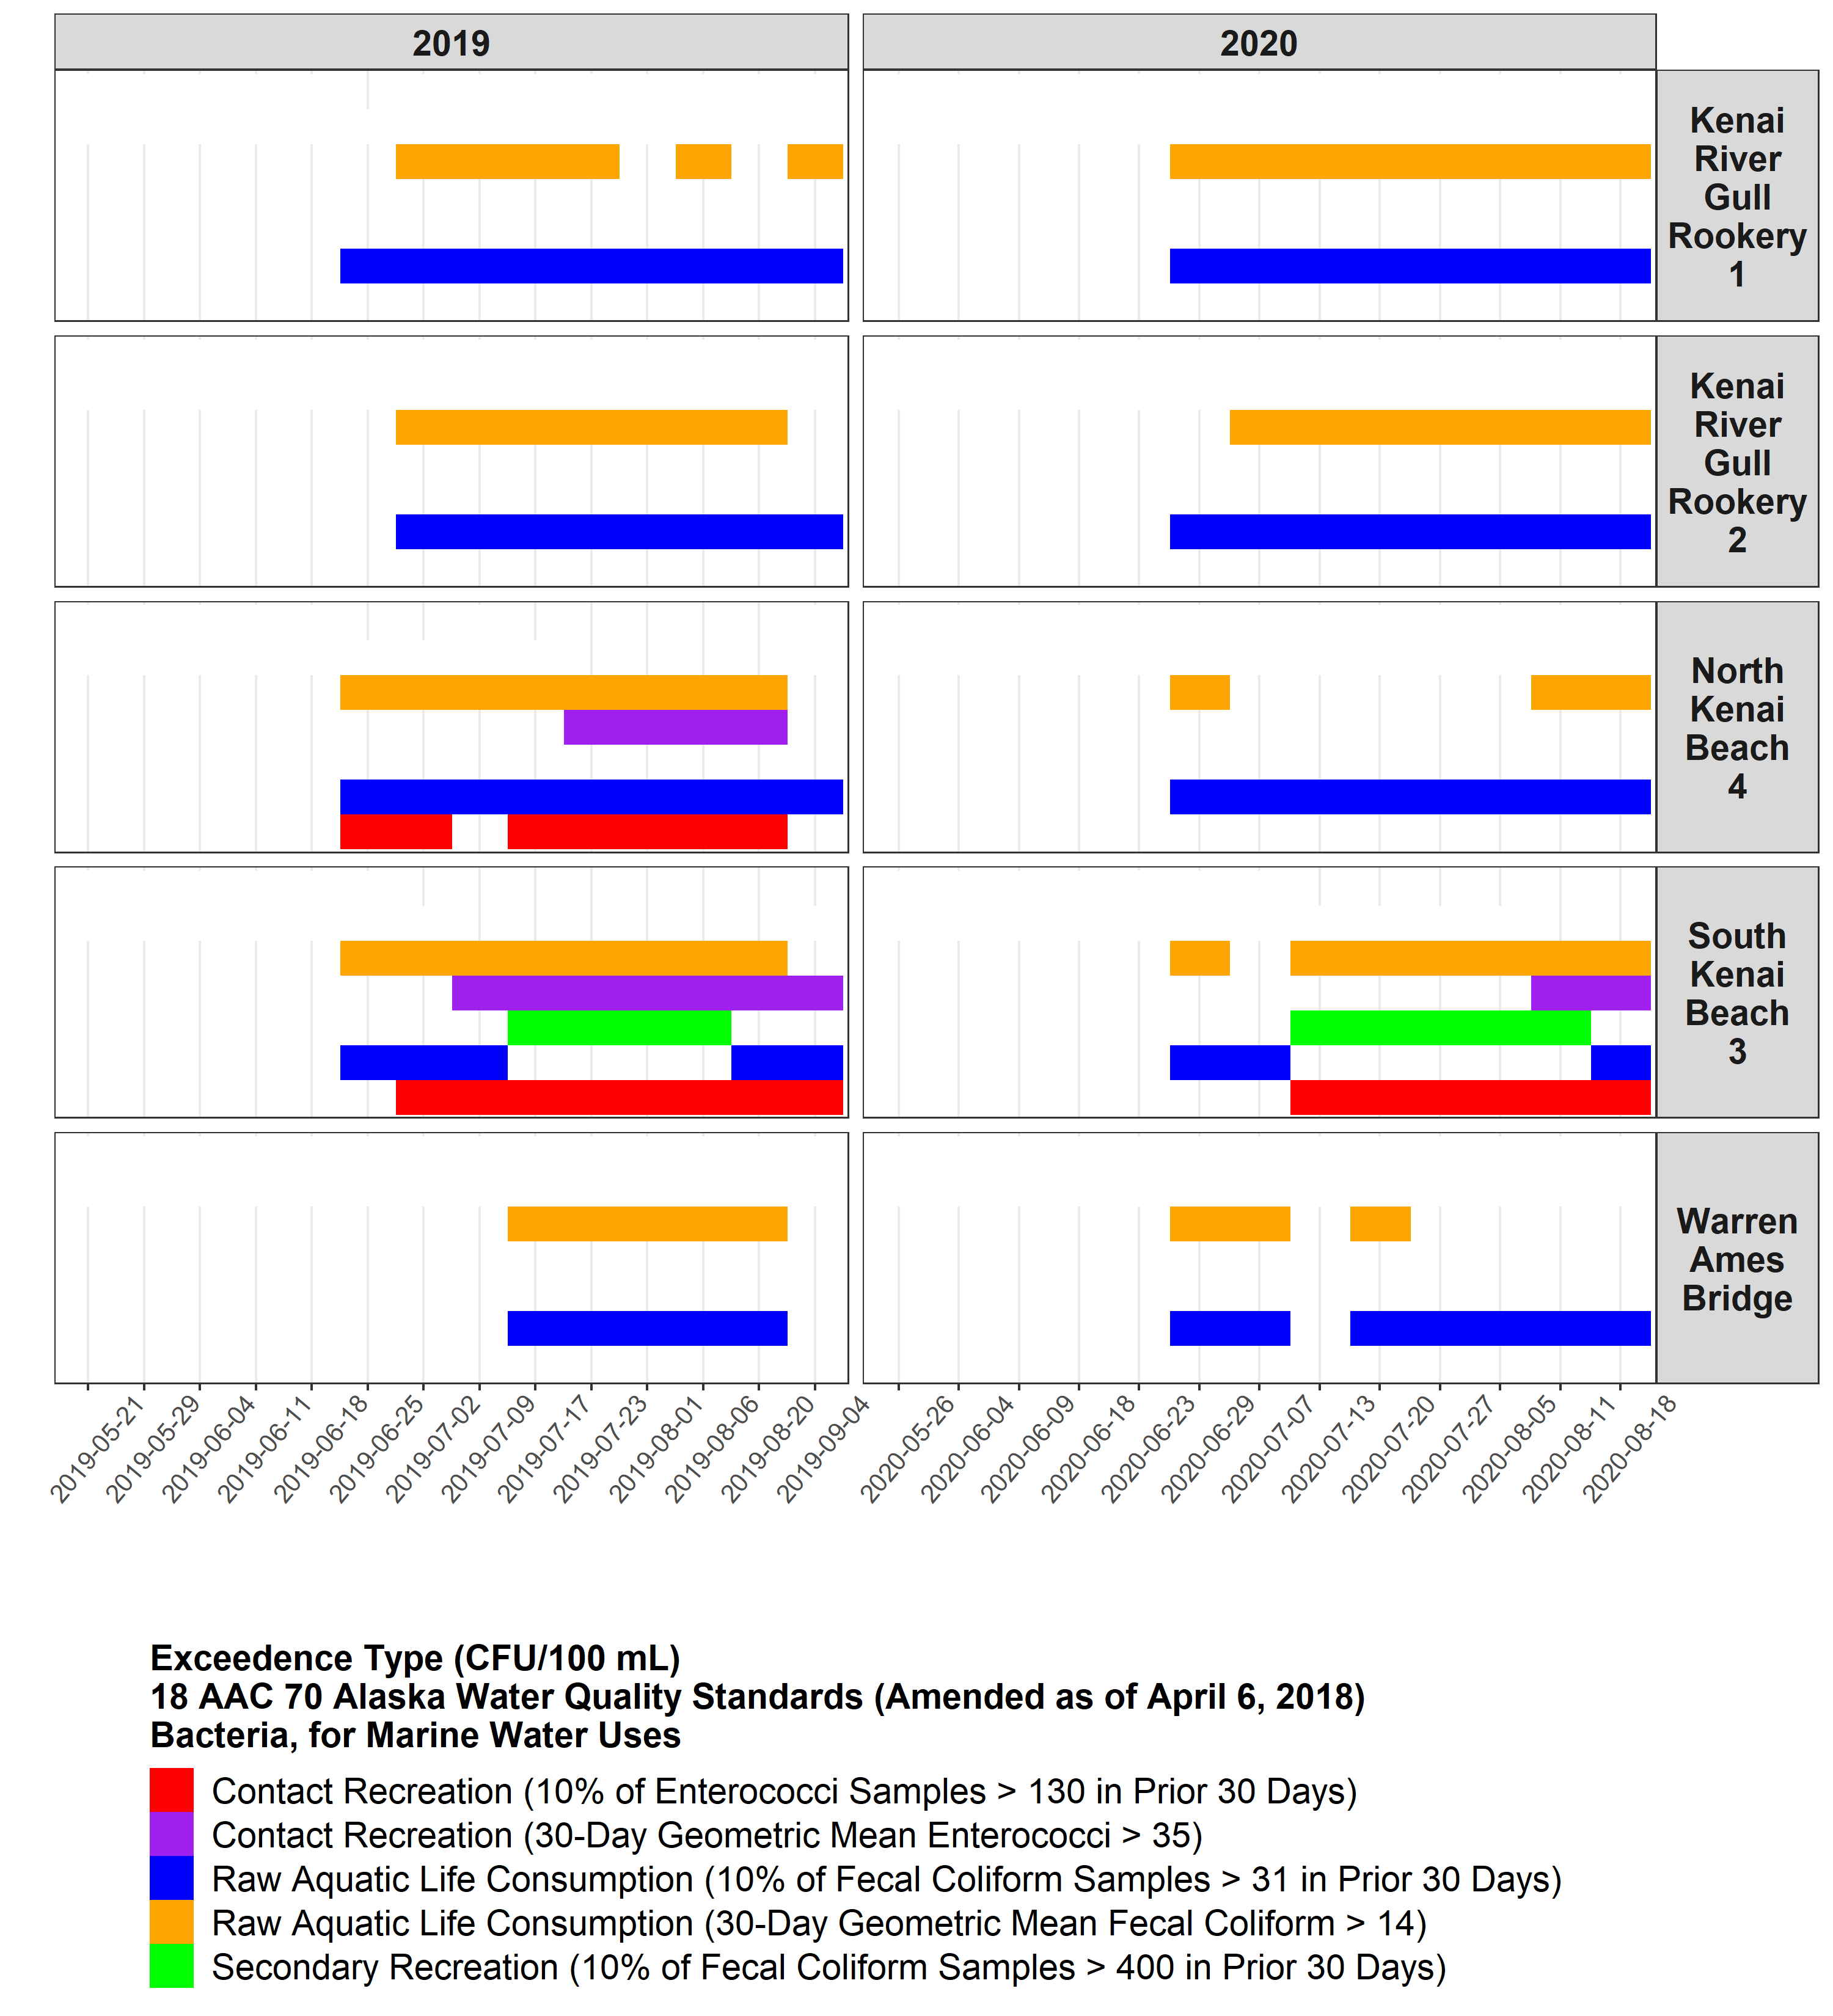 2019
2020
Kenai
River
Gull
Rookery
1
Kenai
River
Gull
Rookery
2
North
Kenai
Beach
4
South
Kenai
Beach
3
Warren
Ames
Bridge
2019-05-21
2019-05-29
2019-06-04
2019-06-11
2019-06-18
2019-06-25
2019-07-02
2019-07-09
2019-07-17
2019-07-23
2019-08-01
2019-08-06
2019-08-20
2019-09-04
2020-05-26
2020-06-04
2020-06-09
2020-06-18
2020-06-23
2020-06-29
2020-07-07
2020-07-13
2020-07-20
2020-07-27
2020-08-05
2020-08-11
2020-08-18
Exceedence Type (CFU/100 mL)
18 AAC 70 Alaska Water Quality Standards (Amended as of April 6, 2018)
Bacteria, for Marine Water Uses
Contact Recreation (10% of Enterococci Samples > 130 in Prior 30 Days)
Contact Recreation (30-Day Geometric Mean Enterococci > 35)
Raw Aquatic Life Consumption (10% of Fecal Coliform Samples > 31 in Prior 30 Days)
Raw Aquatic Life Consumption (30-Day Geometric Mean Fecal Coliform > 14)
Secondary Recreation (10% of Fecal Coliform Samples > 400 in Prior 30 Days)